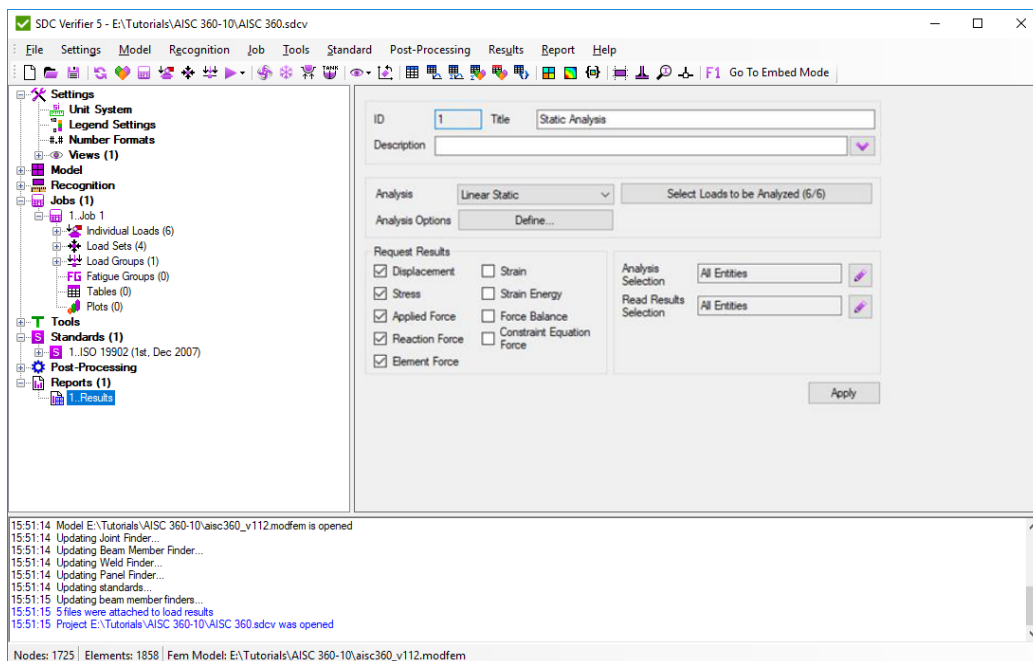 SDC Verifier 5 - E:\Tutorials\AISC 360-10\AISC 360.sdcv
File Settings Model Recognition Job Tools Standard Post-Processing Results Report Help
TANK F1 Go To Embed Mode
Settings
Unit System
Legend Settings
#.# Number Formats
Views (1)
Model
Recognition
Jobs (1)
1..Job 1
Individual Loads (6)
Load Sets (4)
Load Groups (1)
FG Fatigue Groups (0)
Tables (0)
Plots (0)
Tools
S Standards (1)
S 1..ISO 19902 (1st, Dec 2007)
Post-Processing
Reports (1)
1..Results
ID 1 Title Static Analysis
Description
Analysis Linear Static Select Loads to be Analyzed (6/6)
Analysis Options Define...
Request Results
Displacement Strain
Stress Strain Energy
Applied Force Force Balance
Reaction Force Constraint Equation Force
Element Force
Analysis Selection All Entities
Read Results Selection All Entities
Apply
15:51:14 Model E:\Tutorials\AISC 360-10\aisc360_v112.modfem is opened
15:51:14 Updating Joint Finder...
15:51:14 Updating Beam Member Finder...
15:51:14 Updating Weld Finder...
15:51:14 Updating Panel Finder...
15:51:14 Updating standards...
15:51:15 Updating beam member finders...
15:51:15 5 files were attached to load results
15:51:15 Project E:\Tutorials\AISC 360-10\AISC 360.sdcv was opened
Nodes: 1725 Elements: 1858 Fem Model: E:\Tutorials\AISC 360-10\aisc360_v112.modfem